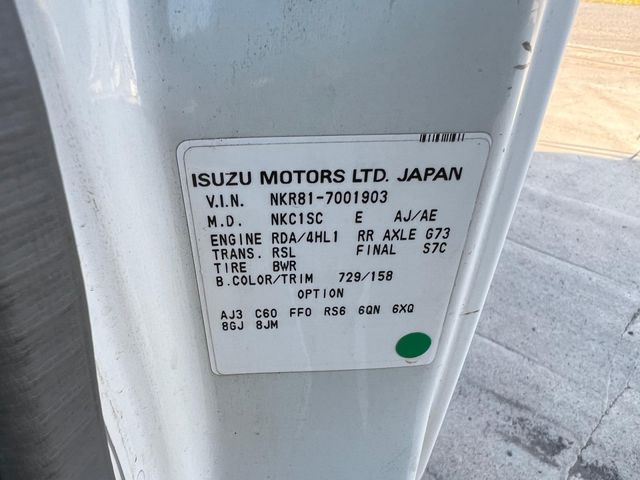 ISUZU MOTORS LTD. JAPAN
V.I.N. NKR81-7001903
M.D. NKC1SC E AJ/AE
ENGINE RDA/4HL1 RR AXLE G73
TRANS. RSL FINAL S7C
TIRE BWR
B.COLOR/TRIM 729/158
OPTION
AJ3 C60 FF0 RS6 6QN 6XQ
8GJ 8JM